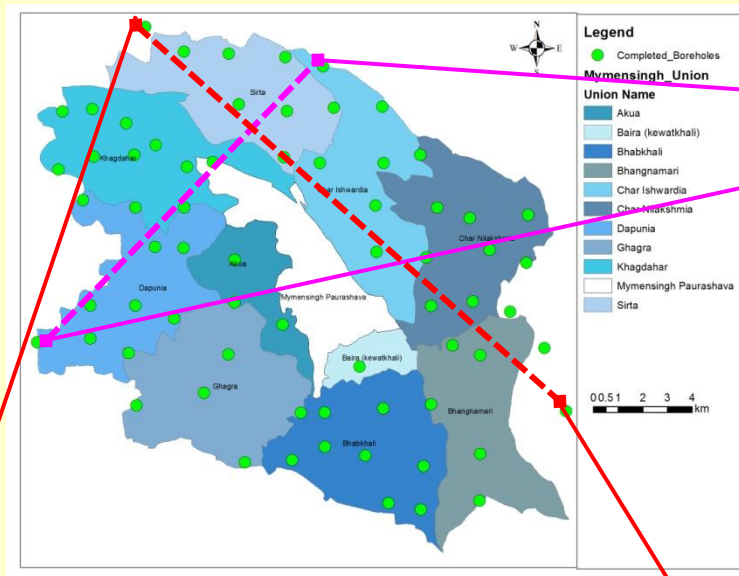 N
W E
S
Sirta
Khagdahar
Char Ishwardia
Char Nilakshmia
Akua
Dapunia
Mymensingh Paurashava
Baira (kewatkhali)
Ghagra
Bhangnamari
Bhabkhali
Legend
Completed_Boreholes
Mymensingh_Union
Union Name
Akua
Baira (kewatkhali)
Bhabkhali
Bhangnamari
Char Ishwardia
Char Nilakshmia
Dapunia
Ghagra
Khagdahar
Mymensingh Paurashava
Sirta
00.5 1 2 3 4
km